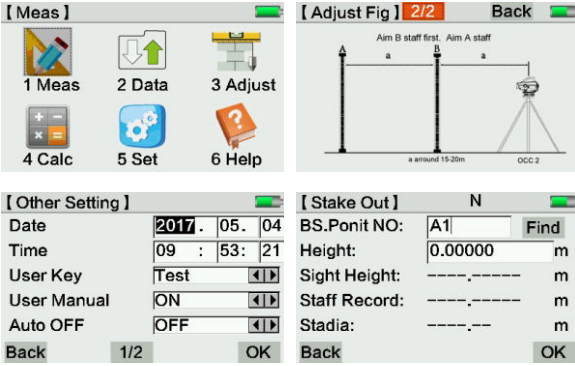 【Meas】
1 Meas 2 Data 3 Adjust
4 Calc 5 Set 6 Help
【Adjust Fig】 2/2 Back
Aim B staff first. Aim A staff
A B
a a
a arround 15-20m OCC 2
【Other Setting】
Date 2017. 05. 04
Time 09 : 53: 21
User Key Test
User Manual ON
Auto OFF OFF
Back 1/2 OK
【Stake Out】 N
BS.Ponit NO: A1 Find
Height: 0.00000 m
Sight Height: ----.----- m
Staff Record: ----.----- m
Stadia: ----.-- m
Back OK